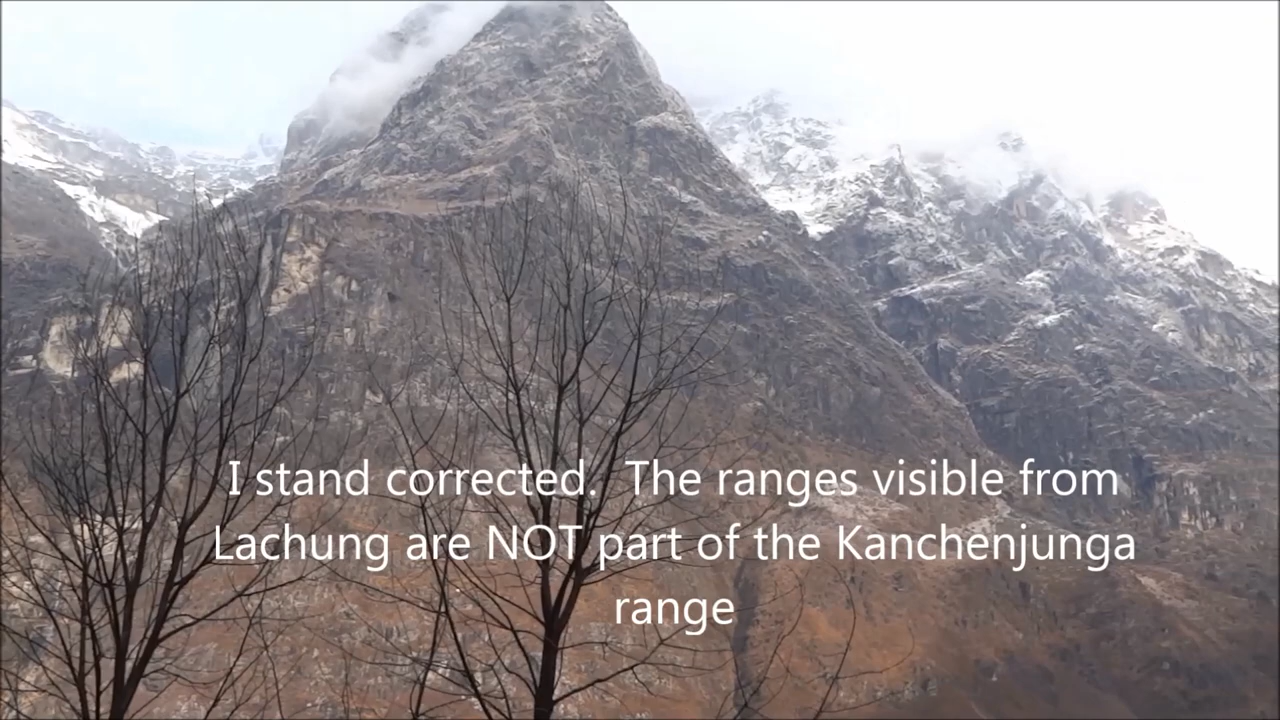 I stand corrected.  The ranges visible from
Lachung are NOT part of the Kanchenjunga
range